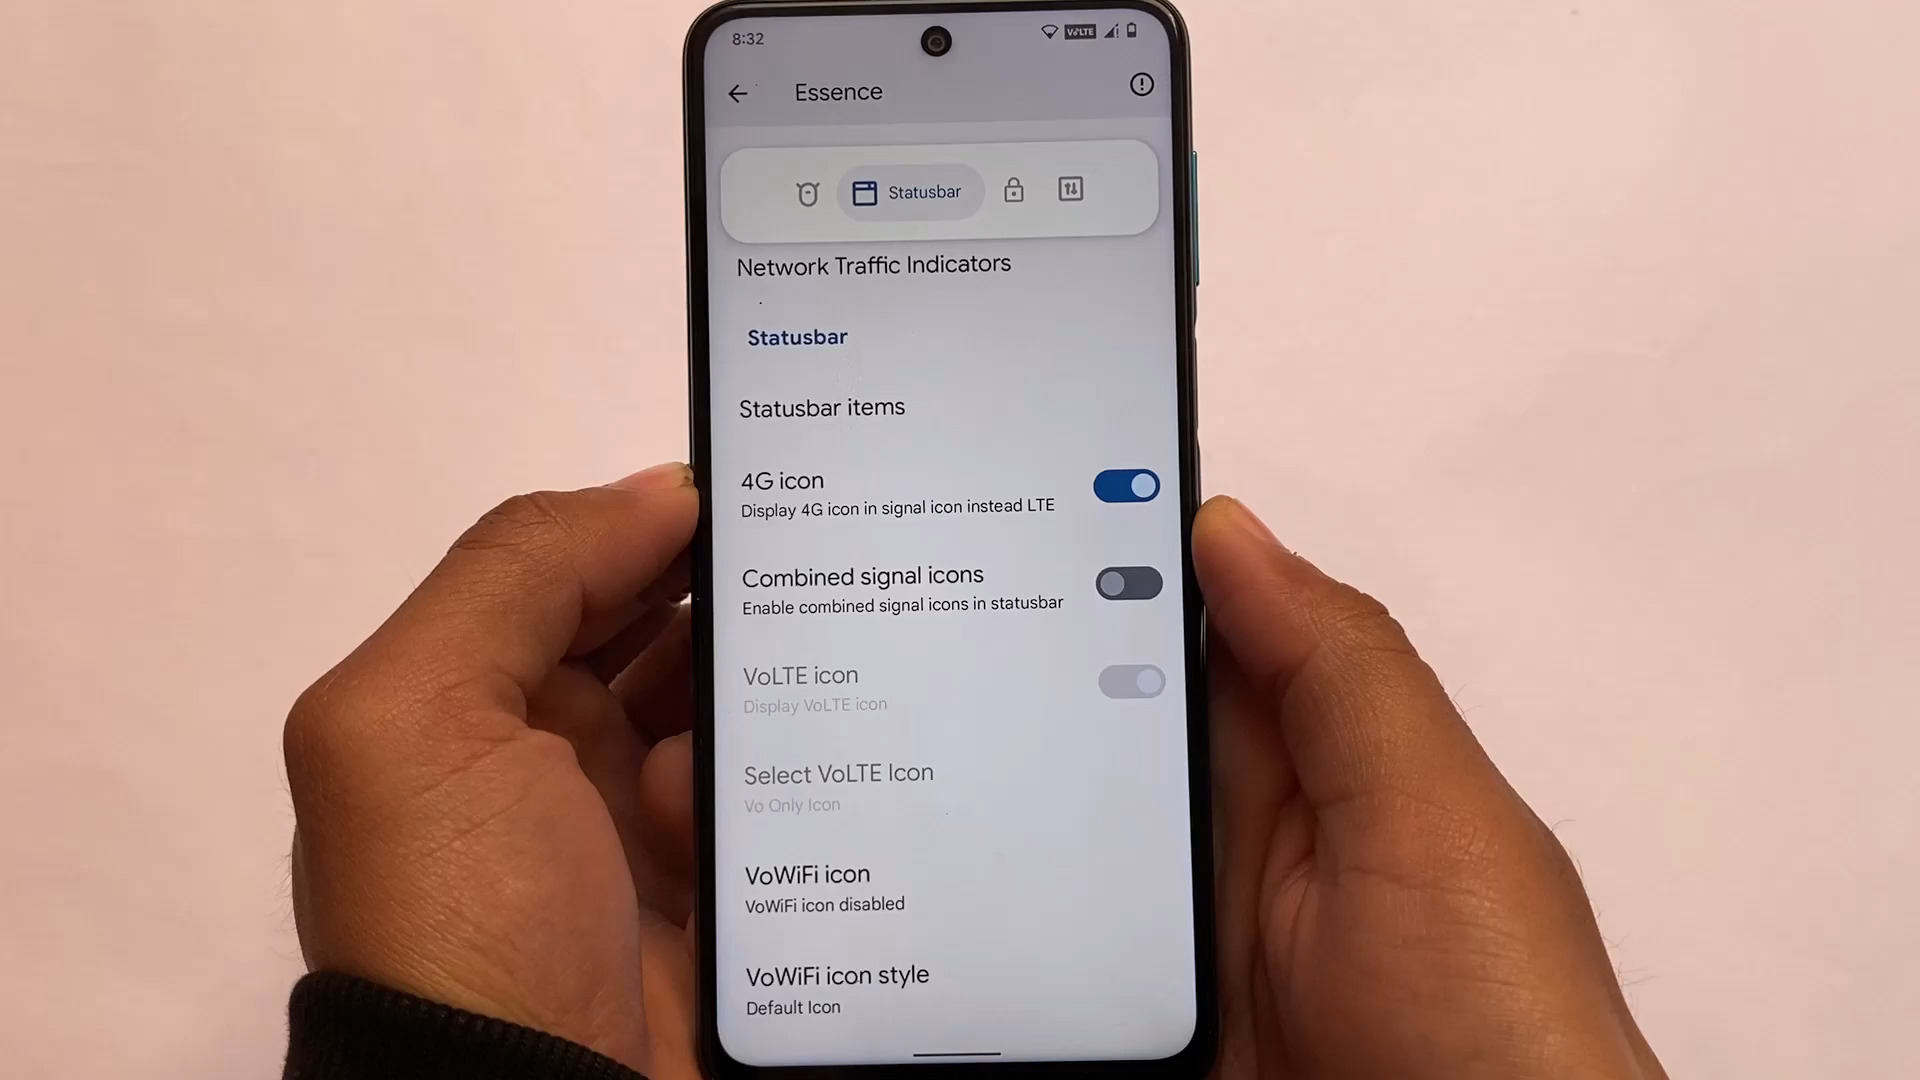 8:32
VoLTE
Essence
Statusbar
Network Traffic Indicators
Statusbar
Statusbar items
4G icon
Display 4G icon in signal icon instead LTE
Combined signal icons
Enable combined signal icons in statusbar
VoLTE icon
Display VoLTE icon
Select VoLTE Icon
Vo Only Icon
VoWiFi icon
VoWiFi icon disabled
VoWiFi icon style
Default Icon